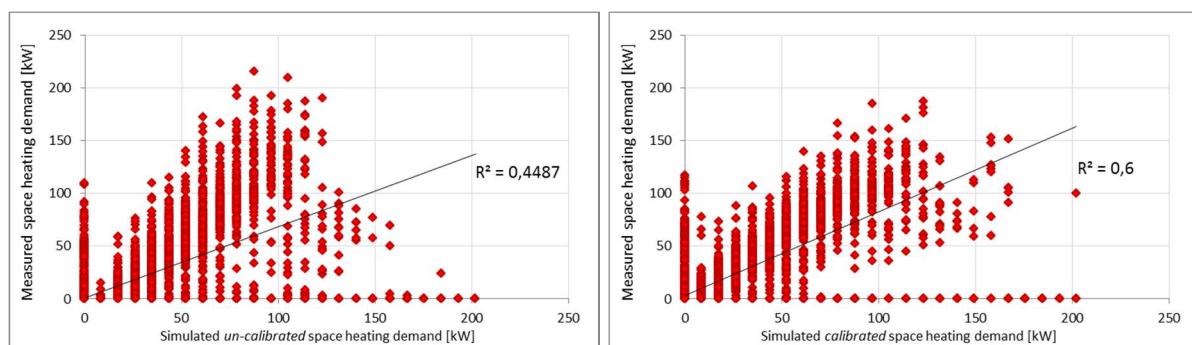 Measured space heating demand [kW]
250
200
150
100
50
0
R² = 0,4487
0 50 100 150 200 250
Simulated un-calibrated space heating demand [kW]
Measured space heating demand [kW]
250
200
150
100
50
0
R² = 0,6
0 50 100 150 200 250
Simulated calibrated space heating demand [kW]